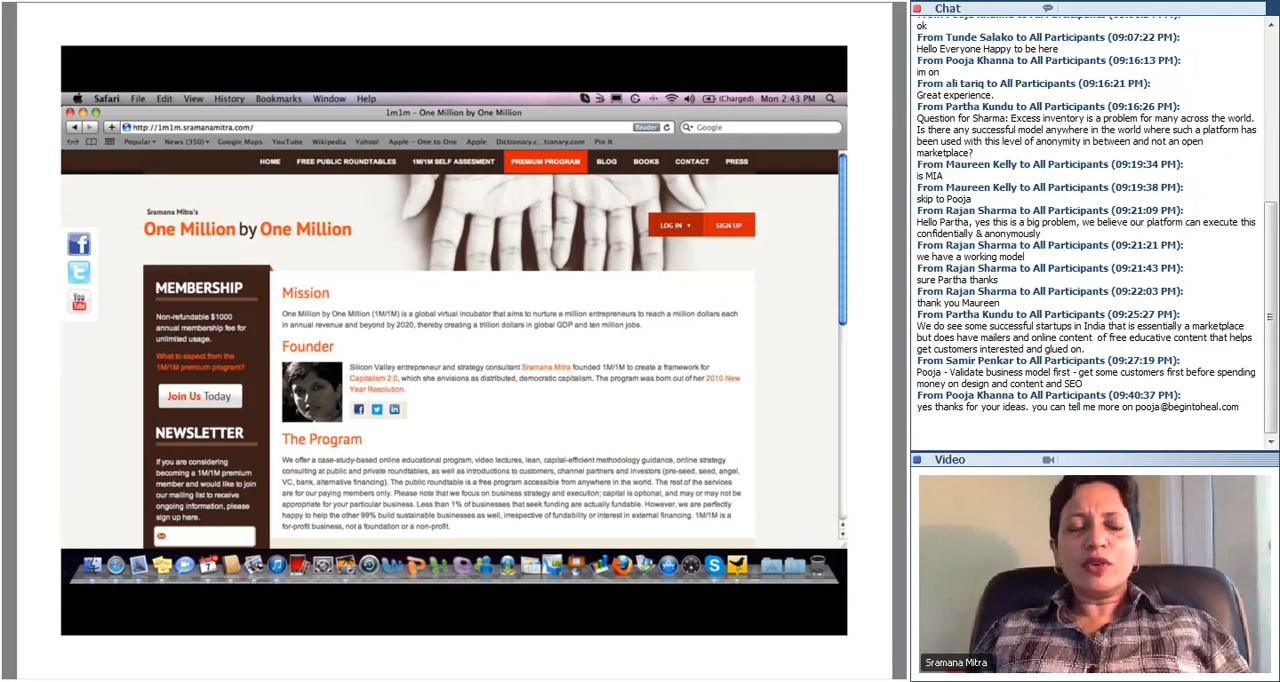 Safari File Edit View History Bookmarks Window Help
(Charged) Mon 2:43 PM
1m1m – One Million by One Million
http://1m1m.sramanamitra.com/
Reader
Google
Popular News (350) Google Maps YouTube Wikipedia Yahoo! Apple – One to One Apple Dictionary.c...tionary.com Pin It
HOME FREE PUBLIC ROUNDTABLES 1M/1M SELF ASSESMENT PREMIUM PROGRAM BLOG BOOKS CONTACT PRESS
Sramana Mitra's
One Million by One Million
LOG IN SIGN UP
You
Tube
MEMBERSHIP
Non-refundable $1000
annual membership fee for
unlimited usage.
What to expect from the
1M/1M premium program?
Join Us Today
NEWSLETTER
If you are considering
becoming a 1M/1M premium
member and would like to
join our mailing list to receive
ongoing information, please
sign up here.
Mission
One Million by One Million (1M/1M) is a global virtual incubator that aims to nurture a million entrepreneurs to reach a million dollars each
in annual revenue and beyond by 2020, thereby creating a trillion dollars in global GDP and ten million jobs.
Founder
Silicon Valley entrepreneur and strategy consultant Sramana Mitra founded 1M/1M to create a framework for
Capitalism 2.0, which she envisions as distributed, democratic capitalism. The program was born out of her 2010 New
Year Resolution.
The Program
We offer a case-study-based online educational program, video lectures, lean, capital-efficient methodology guidance, online strategy
consulting at public and private roundtables, as well as introductions to customers, channel partners and investors (pre-seed, seed, angel,
VC, bank, alternative financing). The public roundtable is a free program accessible from anywhere in the world. The rest of the services
are for our paying members only. Please note that we focus on business strategy and execution; capital is optional, and may or may not be
appropriate for your particular business. Less than 1% of businesses that seek funding are actually fundable. However, we are perfectly
happy to help the other 99% build sustainable businesses as well, irrespective of fundability or interest in external financing. 1M/1M is a
for-profit business, not a foundation or a non-profit.
Chat
ok
From Tunde Salako to All Participants (09:07:22 PM):
Hello Everyone Happy to be here
From Pooja Khanna to All Participants (09:16:13 PM):
im on
From ali tariq to All Participants (09:16:21 PM):
Great experience.
From Partha Kundu to All Participants (09:16:26 PM):
Question for Sharma: Excess inventory is a problem for many across the world.
Is there any successful model anywhere in the world where such a platform has
been used with this level of anonymity in between and not an open
marketplace?
From Maureen Kelly to All Participants (09:19:34 PM):
is MIA
From Maureen Kelly to All Participants (09:19:38 PM):
skip to Pooja
From Rajan Sharma to All Participants (09:21:09 PM):
Hello Partha, yes this is a big problem, we believe our platform can execute this
confidentially & anonymously
From Rajan Sharma to All Participants (09:21:21 PM):
we have a working model
From Rajan Sharma to All Participants (09:21:43 PM):
sure Partha thanks
From Rajan Sharma to All Participants (09:22:03 PM):
thank you Maureen
From Partha Kundu to All Participants (09:25:27 PM):
We do see some successful startups in India that is essentially a marketplace
but does have mailers and online content of free educative content that helps
get customers interested and glued on.
From Samir Penkar to All Participants (09:27:19 PM):
Pooja - Validate business model first - get some customers first before spending
money on design and content and SEO
From Pooja Khanna to All Participants (09:40:37 PM):
yes thanks for your ideas. you can tell me more on pooja@begintoheal.com
Video
Sramana Mitra